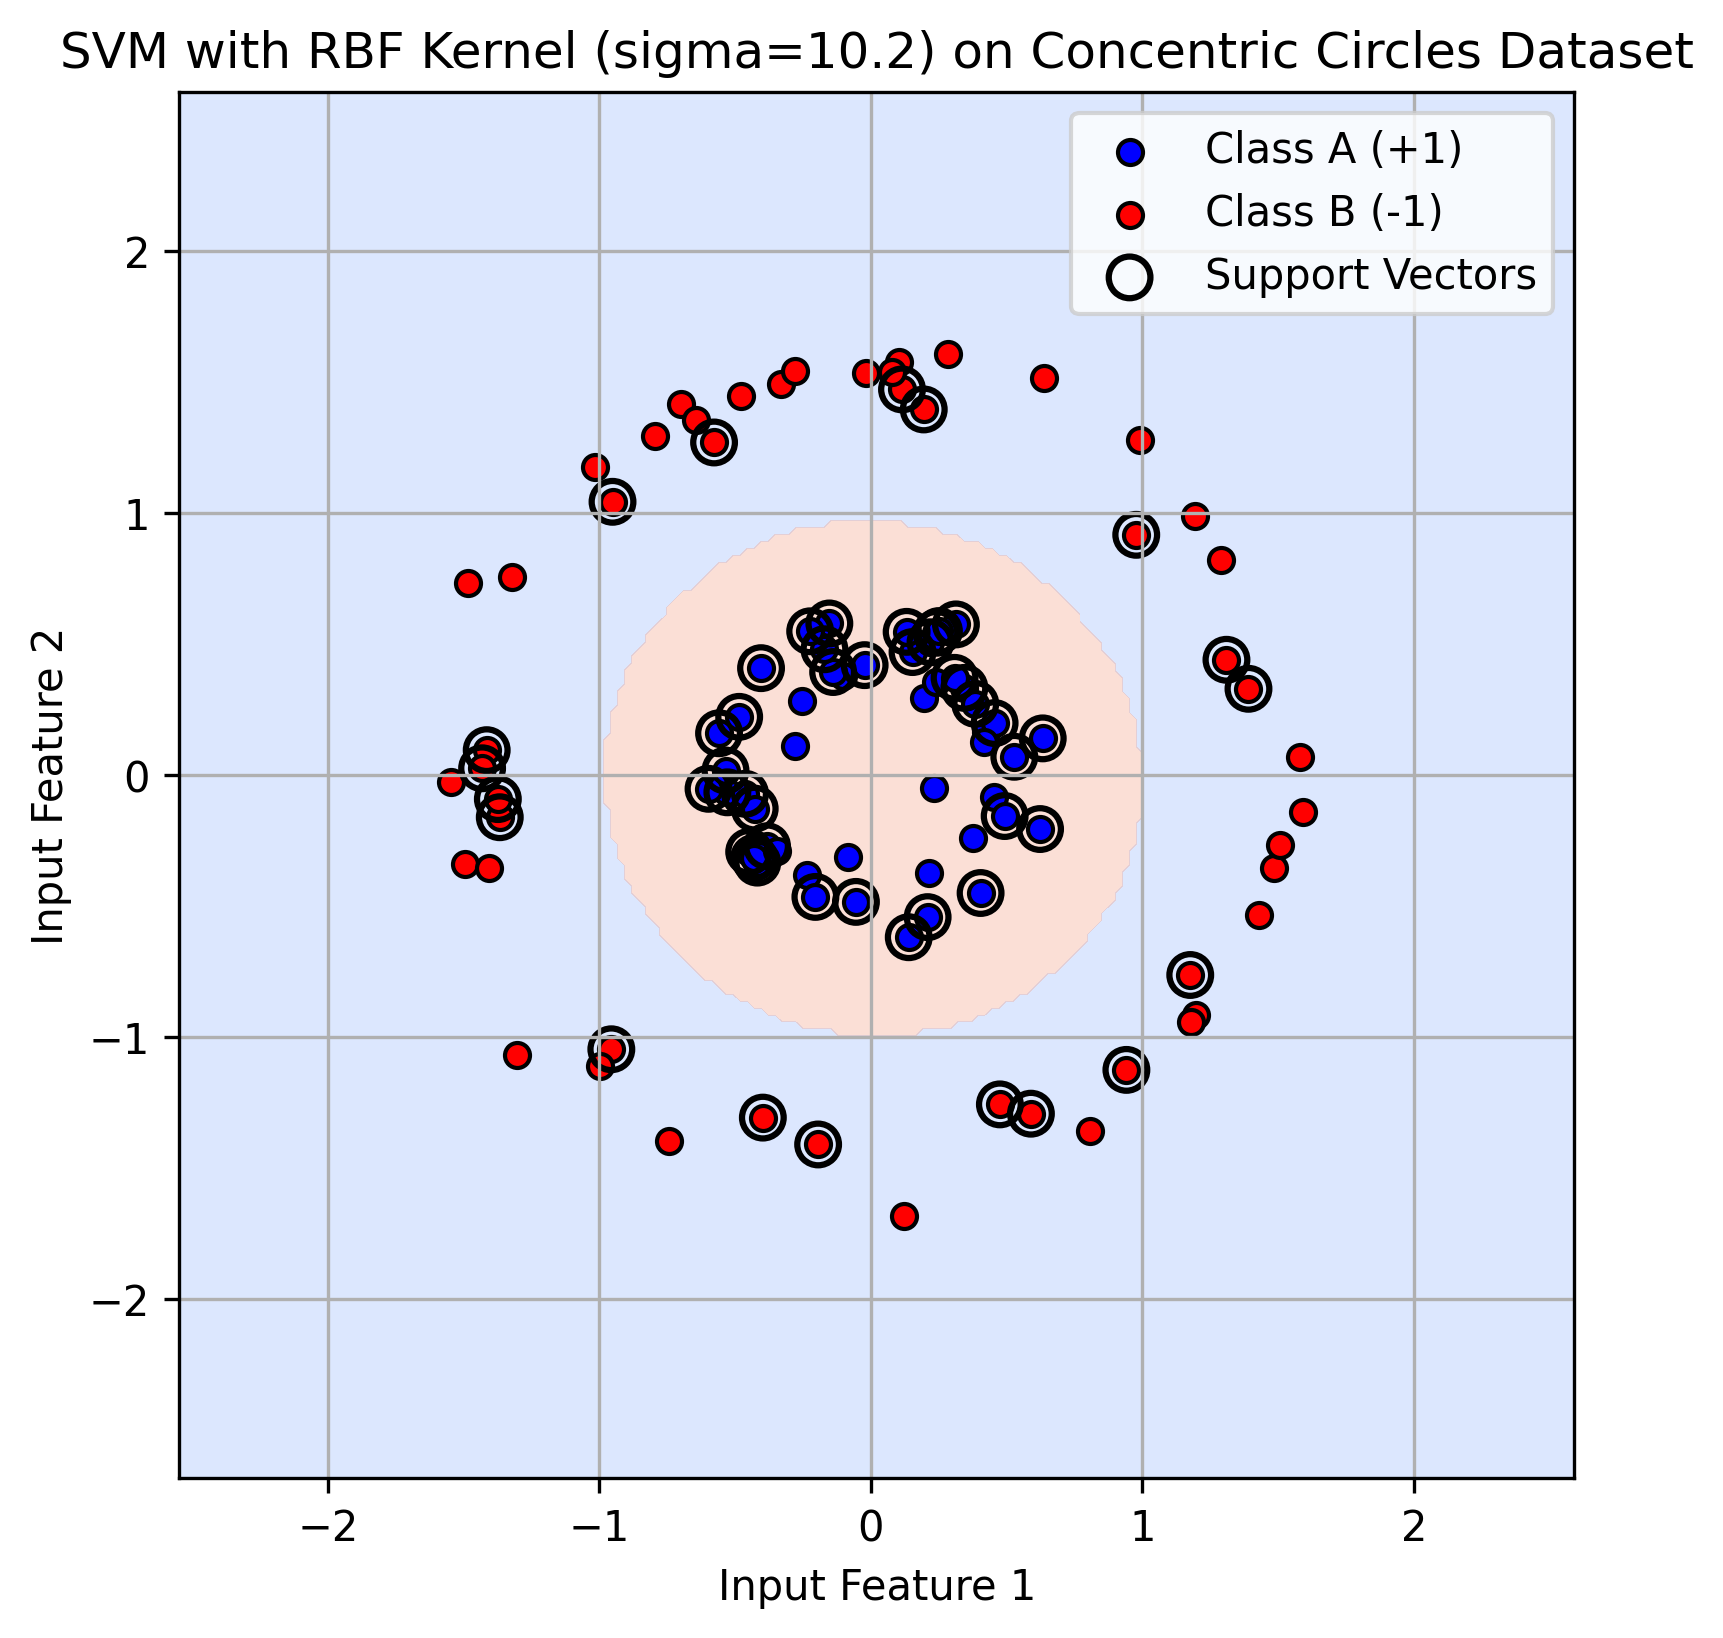 SVM with RBF Kernel (sigma=10.2) on Concentric Circles Dataset
Class A (+1)
Class B (-1)
Support Vectors
2
1
0
−1
−2
Input Feature 2
−2
−1
0
1
2
Input Feature 1